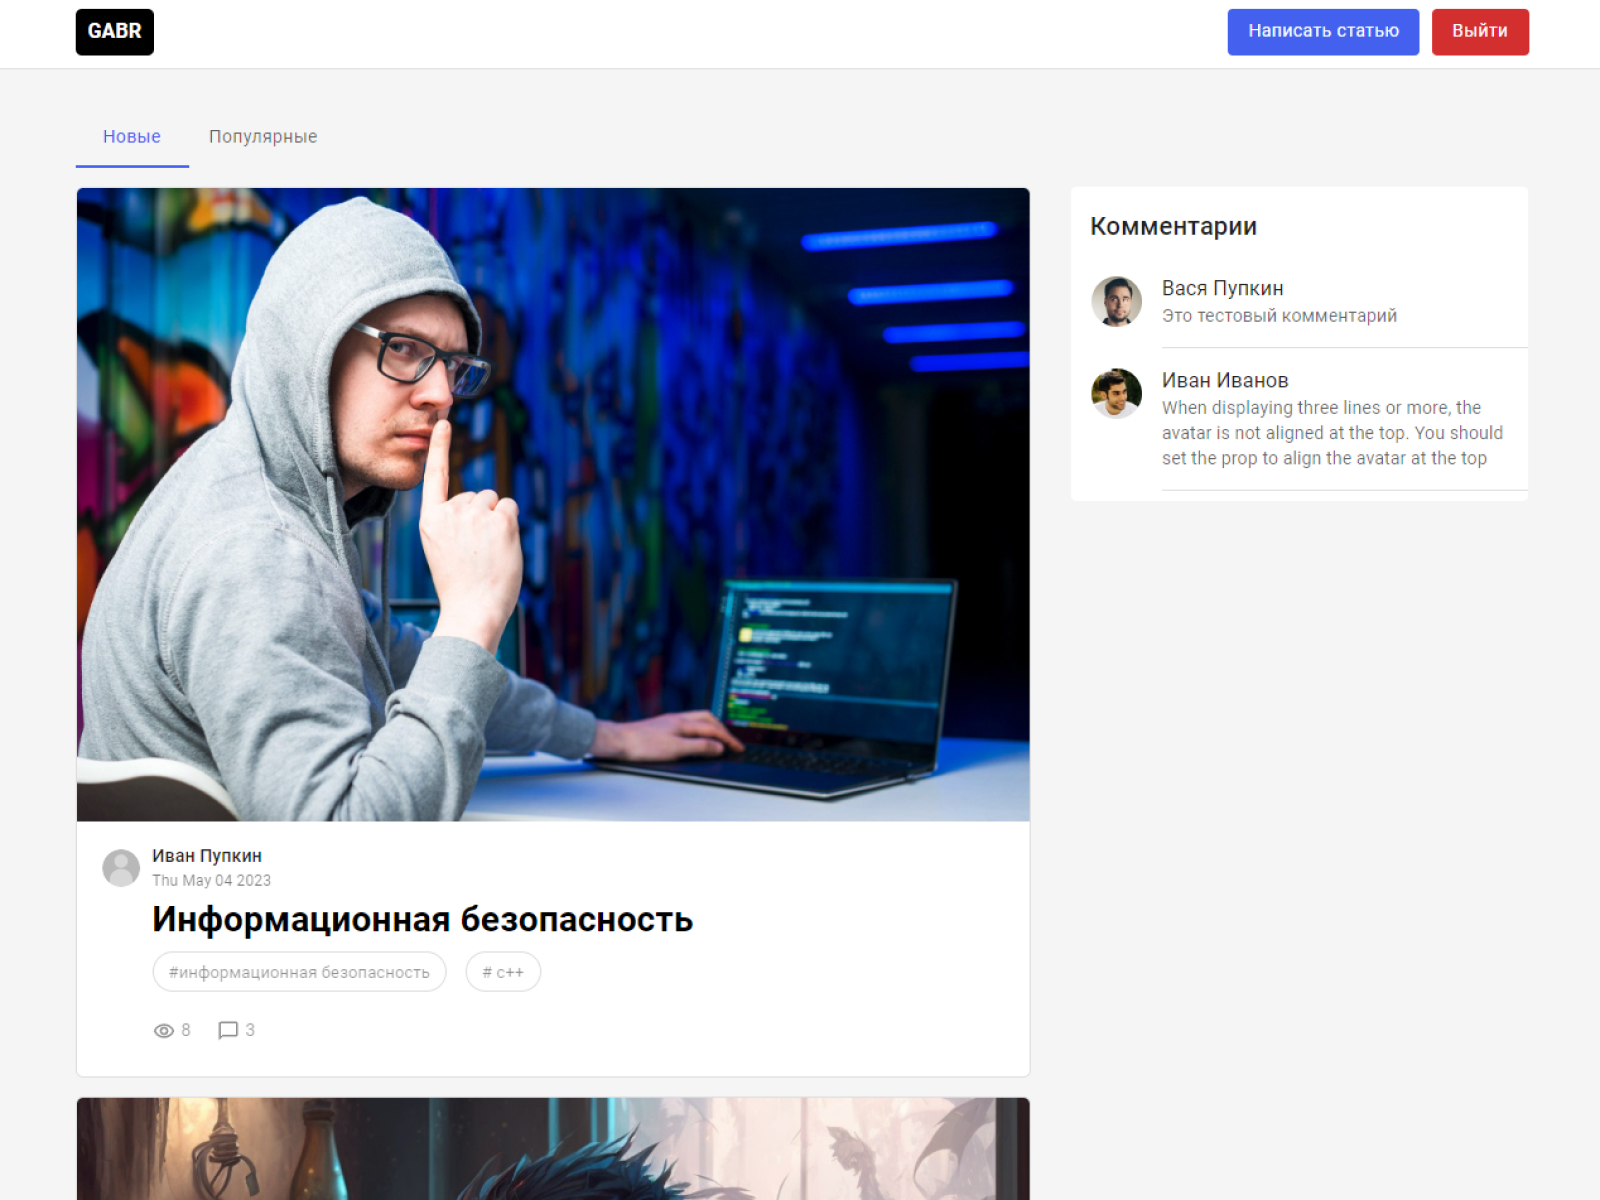 GABR
Написать статью
Выйти
Новые
Популярные
Комментарии
Вася Пупкин
Это тестовый комментарий
Иван Иванов
When displaying three lines or more, the
avatar is not aligned at the top. You should
set the prop to align the avatar at the top
Иван Пупкин
Thu May 04 2023
Информационная безопасность
#информационная безопасность
# c++
8
3